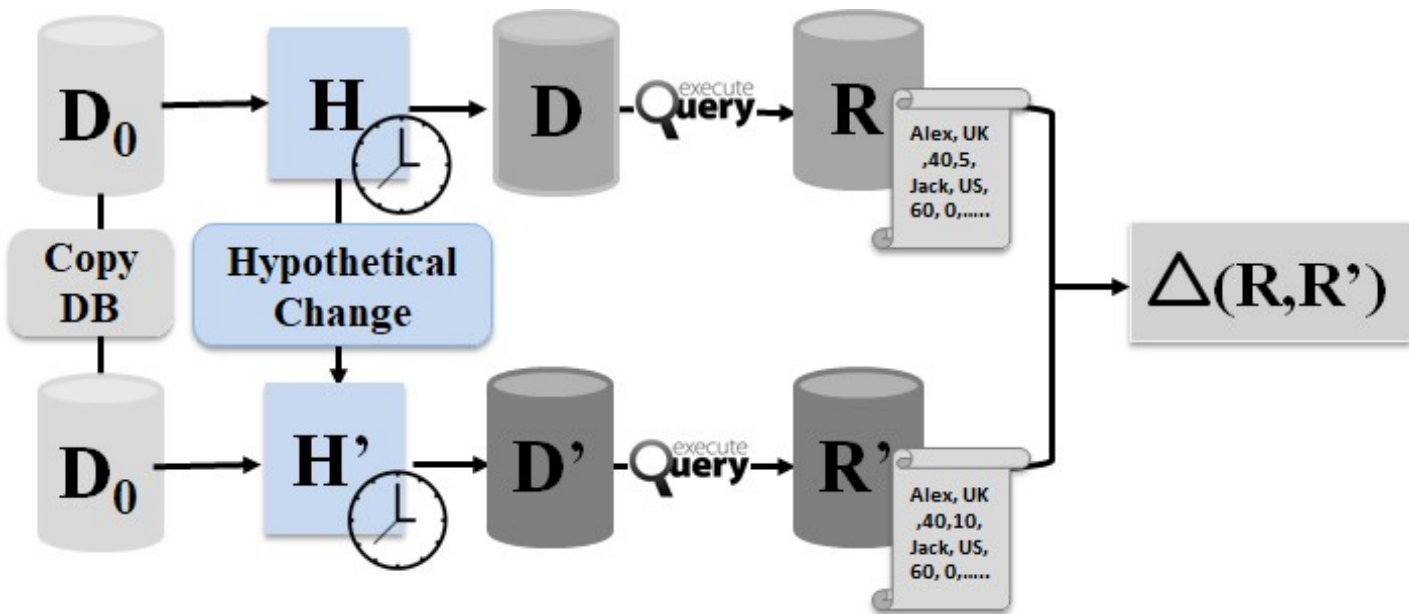 D0
H
D
execute
Query
R
Alex, UK
,40,5,
Jack, US,
60, 0,.....
Copy
DB
Hypothetical
Change
△(R,R’)
D0
H’
D’
execute
Query
R’
Alex, UK
,40,10,
Jack, US,
60, 0,.....